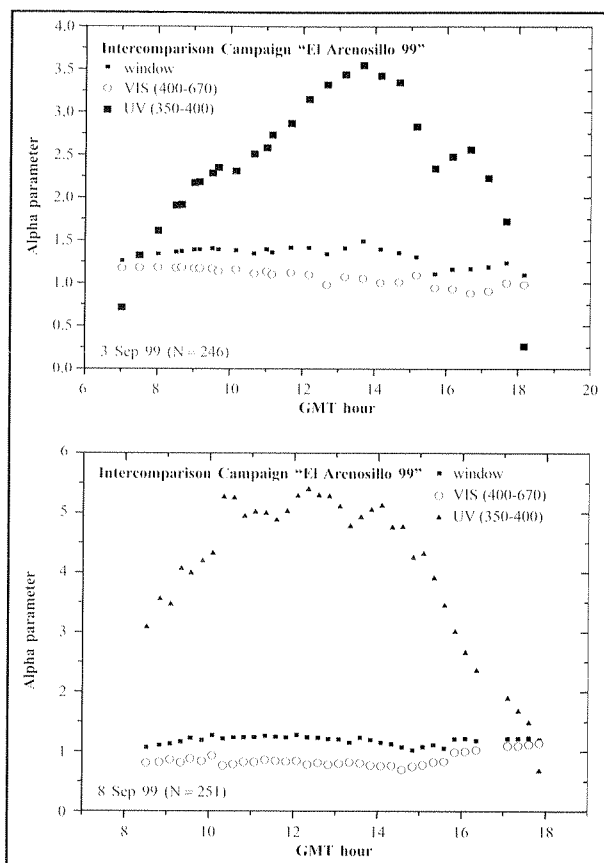 Intercomparison Campaign "El Arenosillo 99"
window
VIS (400-670)
UV (350-400)
4.0
3.5
3.0
2.5
2.0
1.5
1.0
0.5
0.0
Alpha parameter
3 Sep 99 (N = 246)
6 8 10 12 14 16 18 20
GMT hour
Intercomparison Campaign "El Arenosillo 99"
window
VIS (400-670)
UV (350-400)
6
5
4
3
2
1
0
Alpha parameter
8 Sep 99 (N = 251)
8 10 12 14 16 18
GMT hour